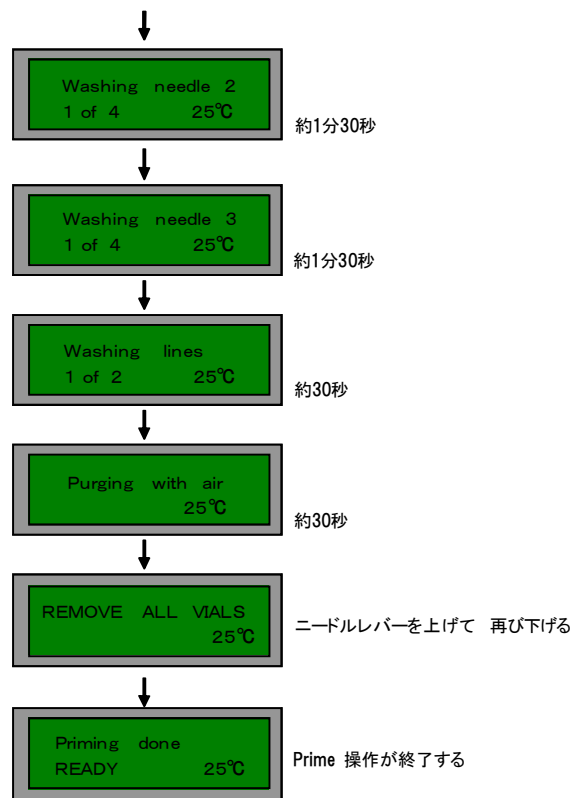 Washing needle 2
1 of 4 25℃
約1分30秒
Washing needle 3
1 of 4 25℃
約1分30秒
Washing lines
1 of 2 25℃
約30秒
Purging with air
25℃
約30秒
REMOVE ALL VIALS
25℃
ニードルレバーを上げて 再び下げる
Priming done
READY 25℃
Prime 操作が終了する